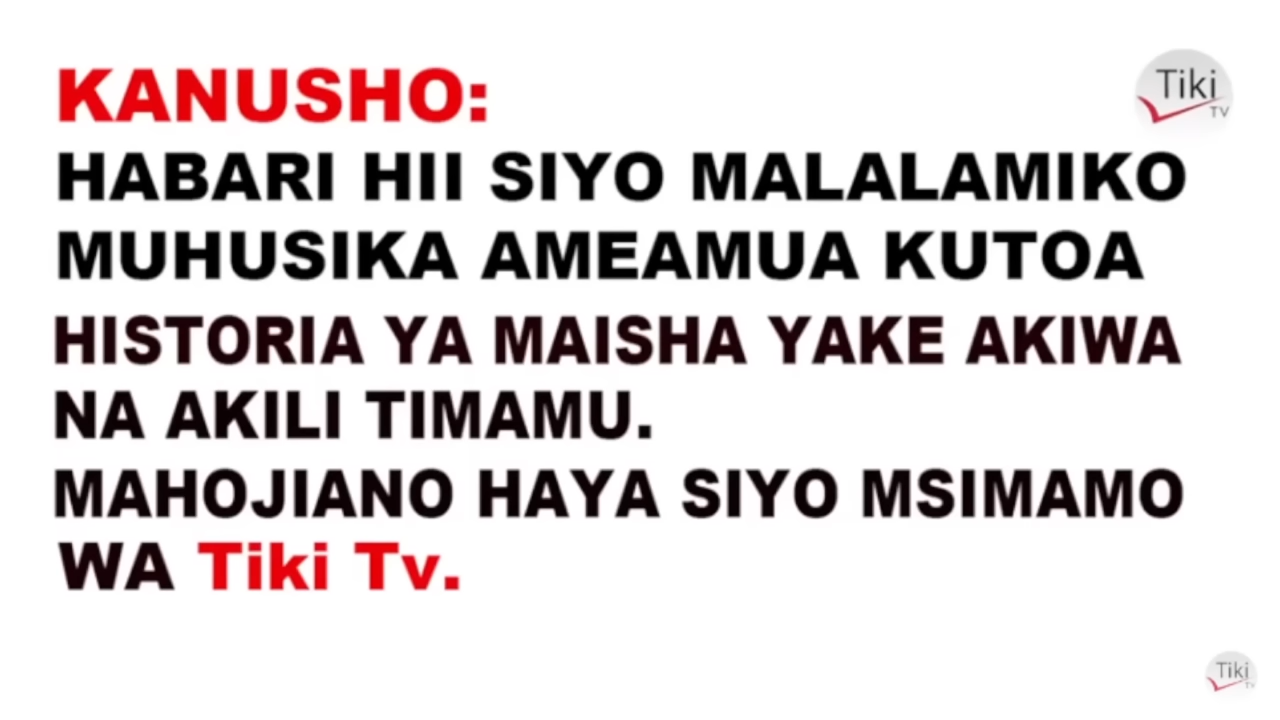 KANUSHO:
Tiki
TV
HABARI HII SIYO MALALAMIKO
MUHUSIKA AMEAMUA KUTOA
HISTORIA YA MAISHA YAKE AKIWA
NA AKILI TIMAMU.
MAHOJIANO HAYA SIYO MSIMAMO
WA Tiki Tv.
Tiki
TV